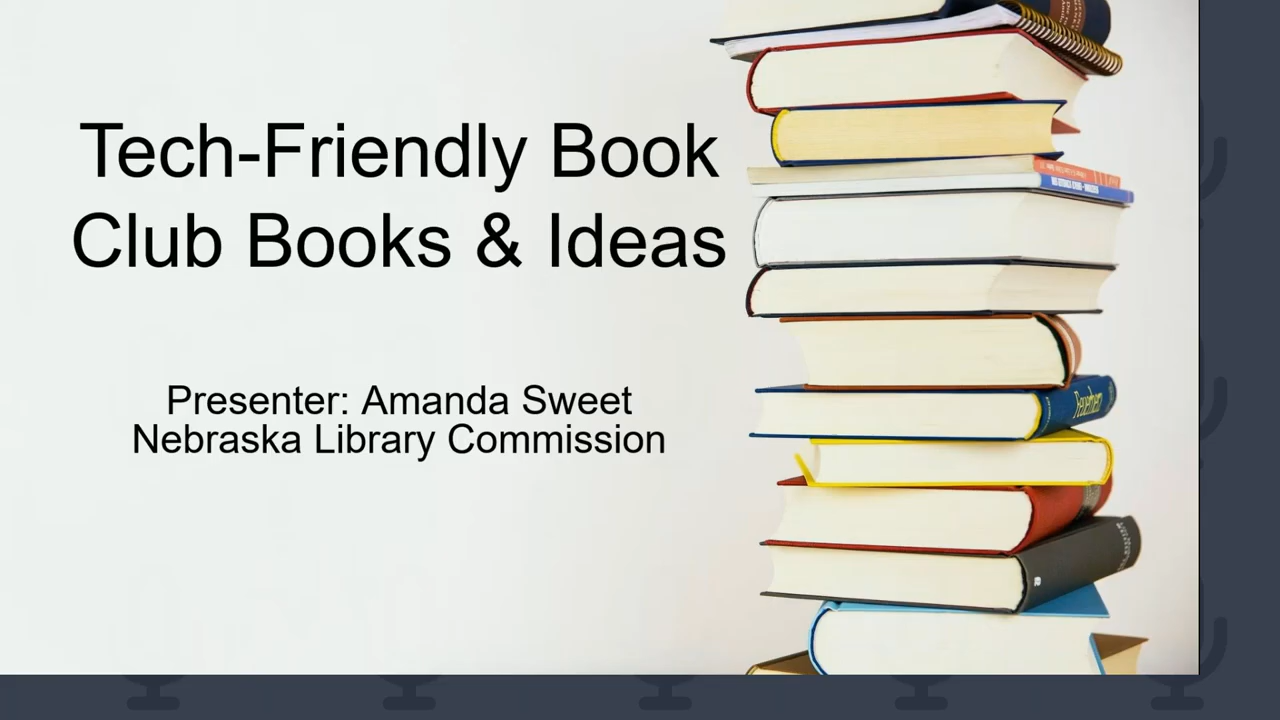 Tech-Friendly Book
Club Books & Ideas
Presenter: Amanda Sweet
Nebraska Library Commission